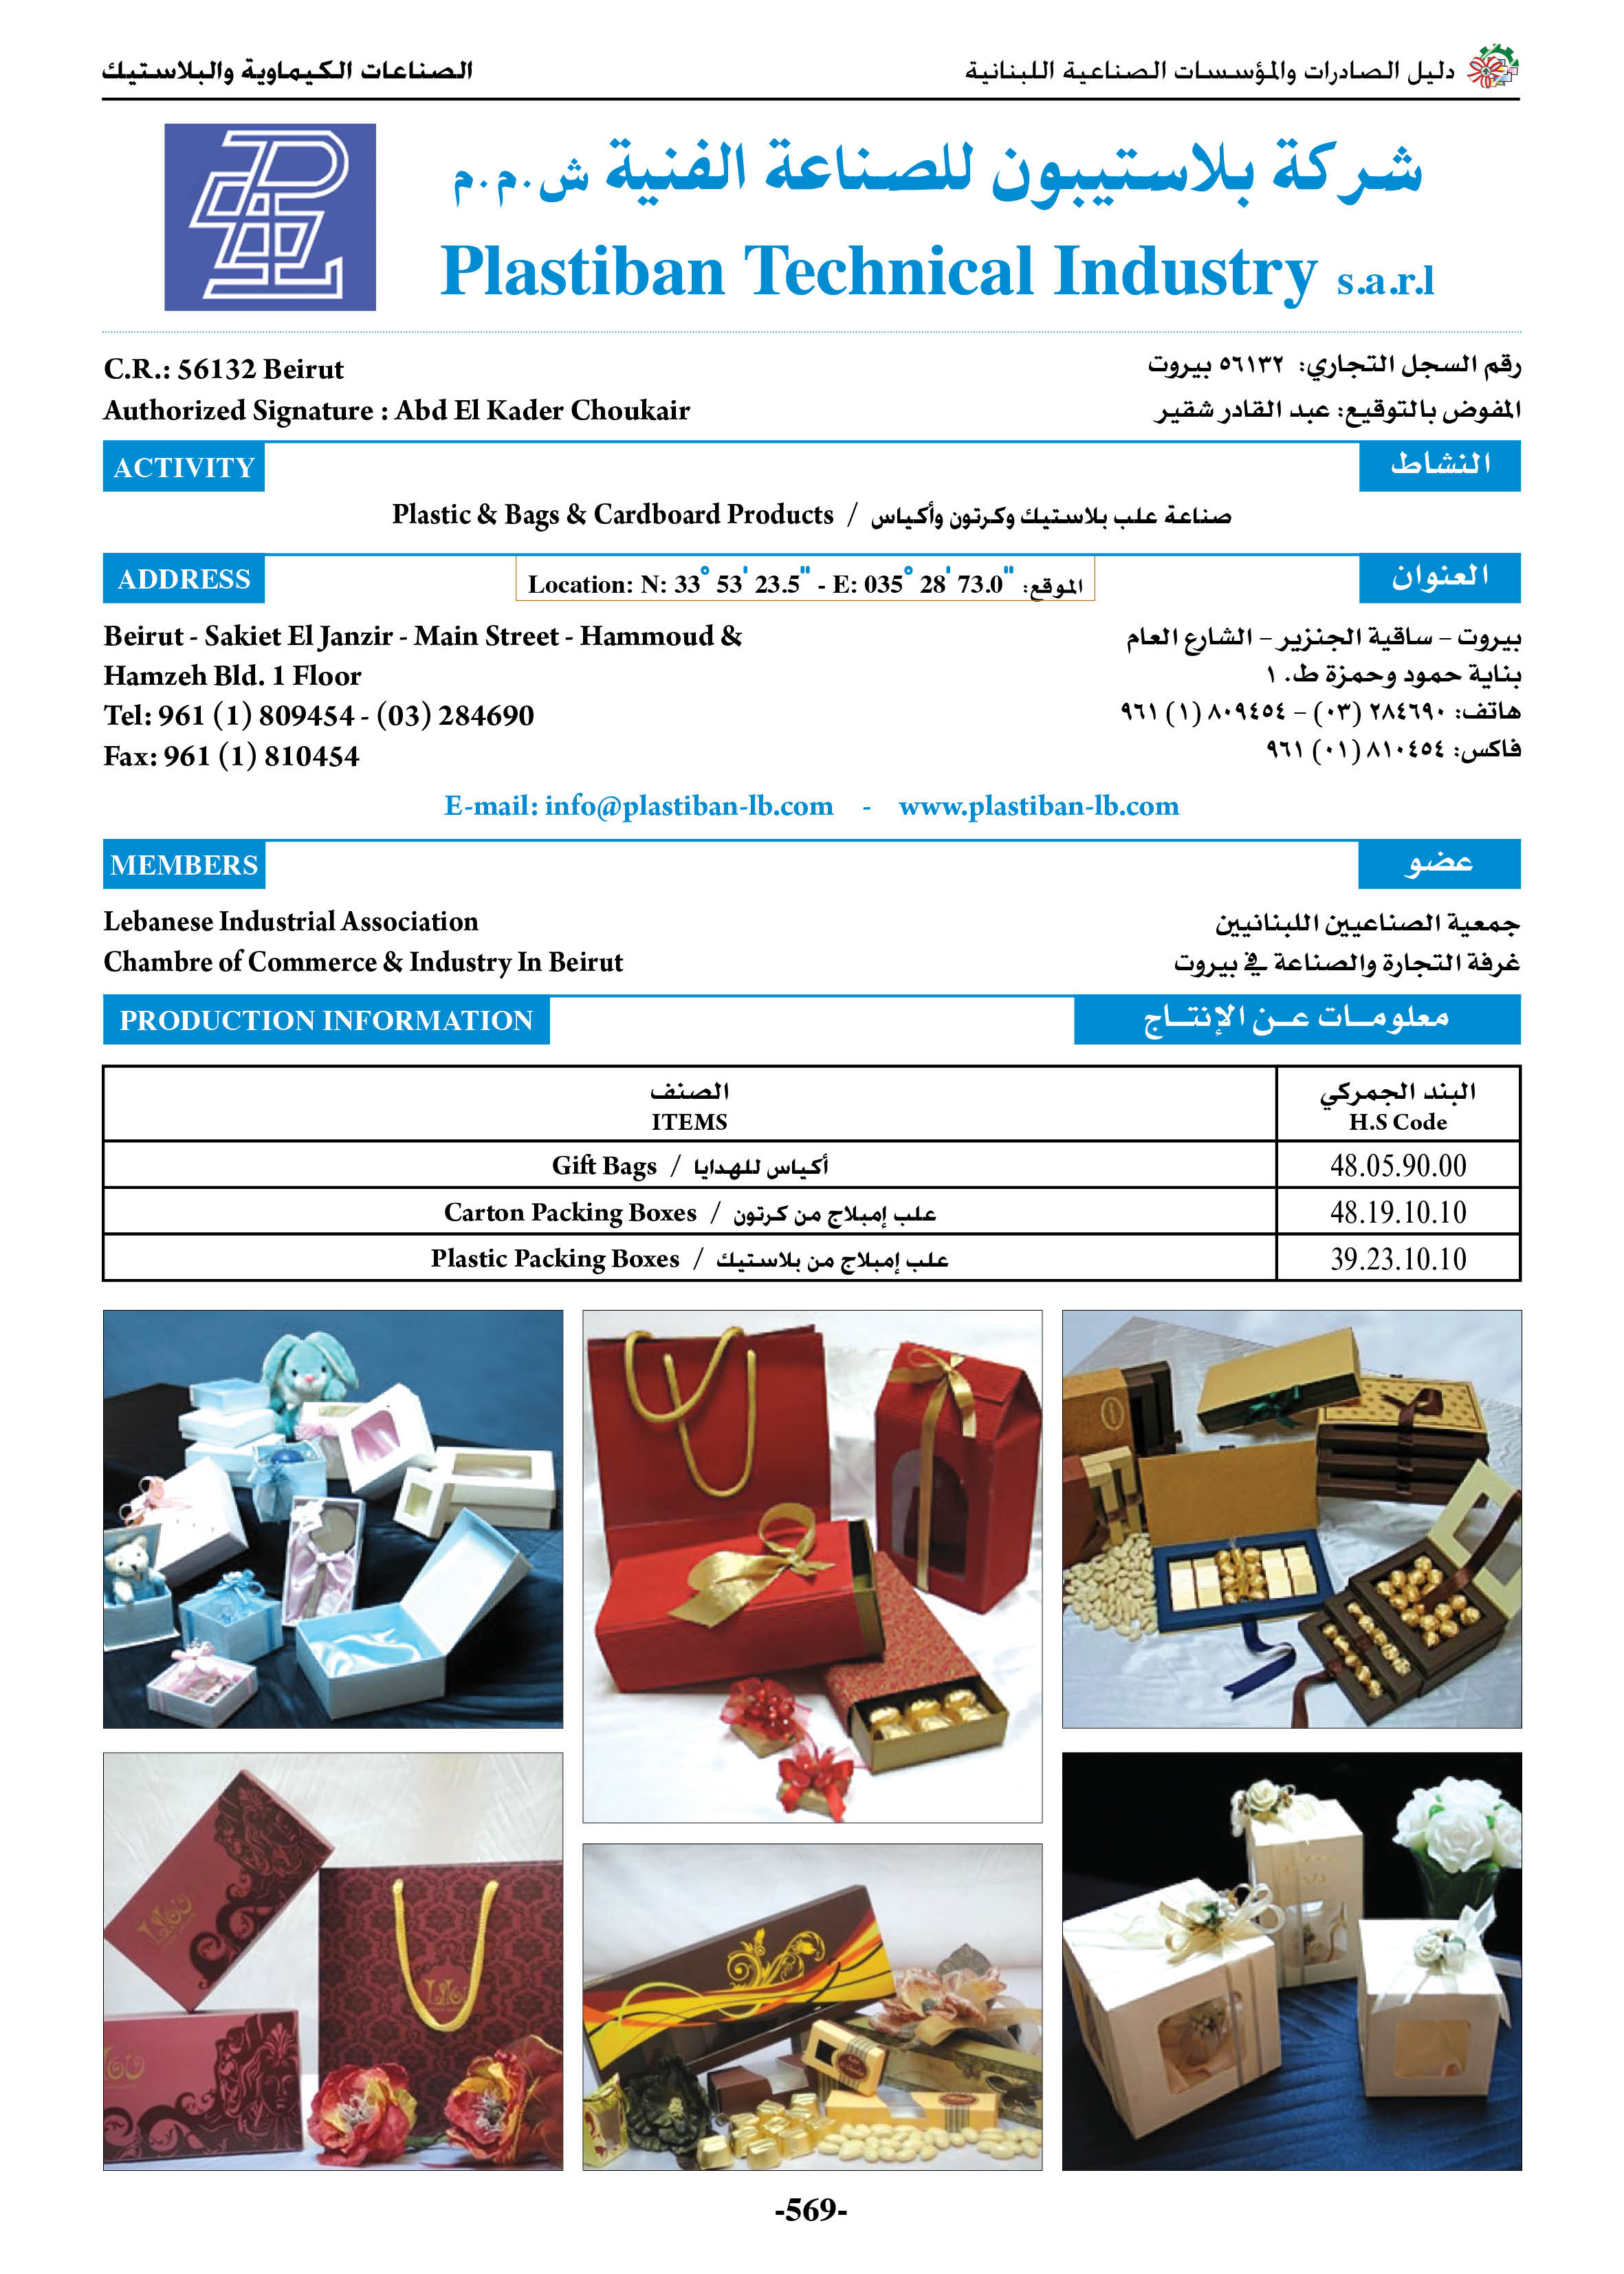 دليل الصادرات والمؤسسات الصناعية اللبنانية
الصناعات الكيماوية والبلاستيك
شركة بلاستيبون للصناعة الفنية ش.م.م
Plastiban Technical Industry s.a.r.l
C.R.: 56132 Beirut
رقم السجل التجاري: ٥٦١٣٢ بيروت
Authorized Signature : Abd El Kader Choukair
المفوض بالتوقيع: عبد القادر شقير
ACTIVITY
النشاط
Plastic & Bags & Cardboard Products / صناعة علب بلاستيك وكرتون وأكياس
ADDRESS
Location: N: 33° 53' 23.5" - E: 035° 28' 73.0" الموقع:
العنوان
Beirut - Sakiet El Janzir - Main Street - Hammoud &
Hamzeh Bld. 1 Floor
Tel: 961 (1) 809454 - (03) 284690
Fax: 961 (1) 810454
بيروت – ساقية الجنزير – الشارع العام
بناية حمود وحمزة ط. ١
هاتف: ٢٨٤٦٩٠ (٠٣) – ٨٠٩٤٥٤ (١) ٩٦١
فاكس: ٨١٠٤٥٤ (٠١) ٩٦١
E-mail: info@plastiban-lb.com - www.plastiban-lb.com
MEMBERS
عضو
Lebanese Industrial Association
جمعية الصناعيين اللبنانيين
Chambre of Commerce & Industry In Beirut
غرفة التجارة والصناعة في بيروت
PRODUCTION INFORMATION
معلومــات عــن الإنتــاج
الصنف
ITEMS
البند الجمركي
H.S Code
Gift Bags / أكياس للهدايا
48.05.90.00
Carton Packing Boxes / علب إمبلاج من كرتون
48.19.10.10
Plastic Packing Boxes / علب إمبلاج من بلاستيك
39.23.10.10
-569-